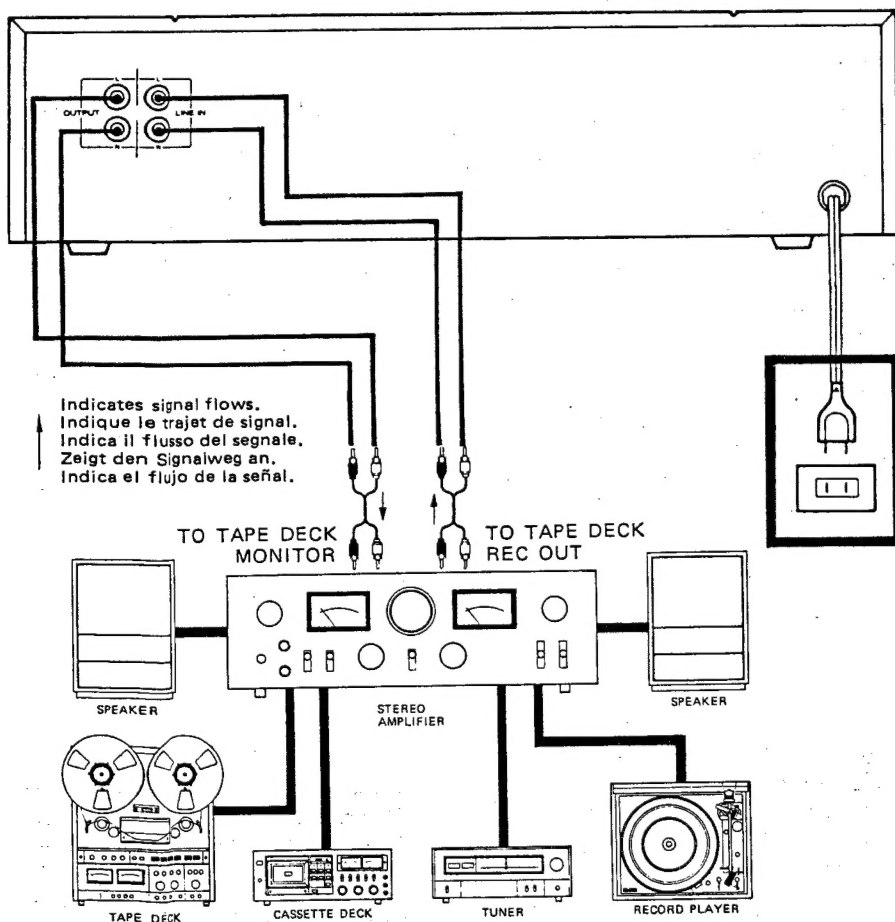 L L
OUTPUT LINE IN
R R
Indicates signal flows.
Indique le trajet de signal.
Indica il flusso del segnale.
Zeigt den Signalweg an.
Indica el flujo de la señal.
TO TAPE DECK
MONITOR
TO TAPE DECK
REC OUT
SPEAKER
STEREO
AMPLIFIER
SPEAKER
TAPE DECK
CASSETTE DECK
TUNER
RECORD PLAYER